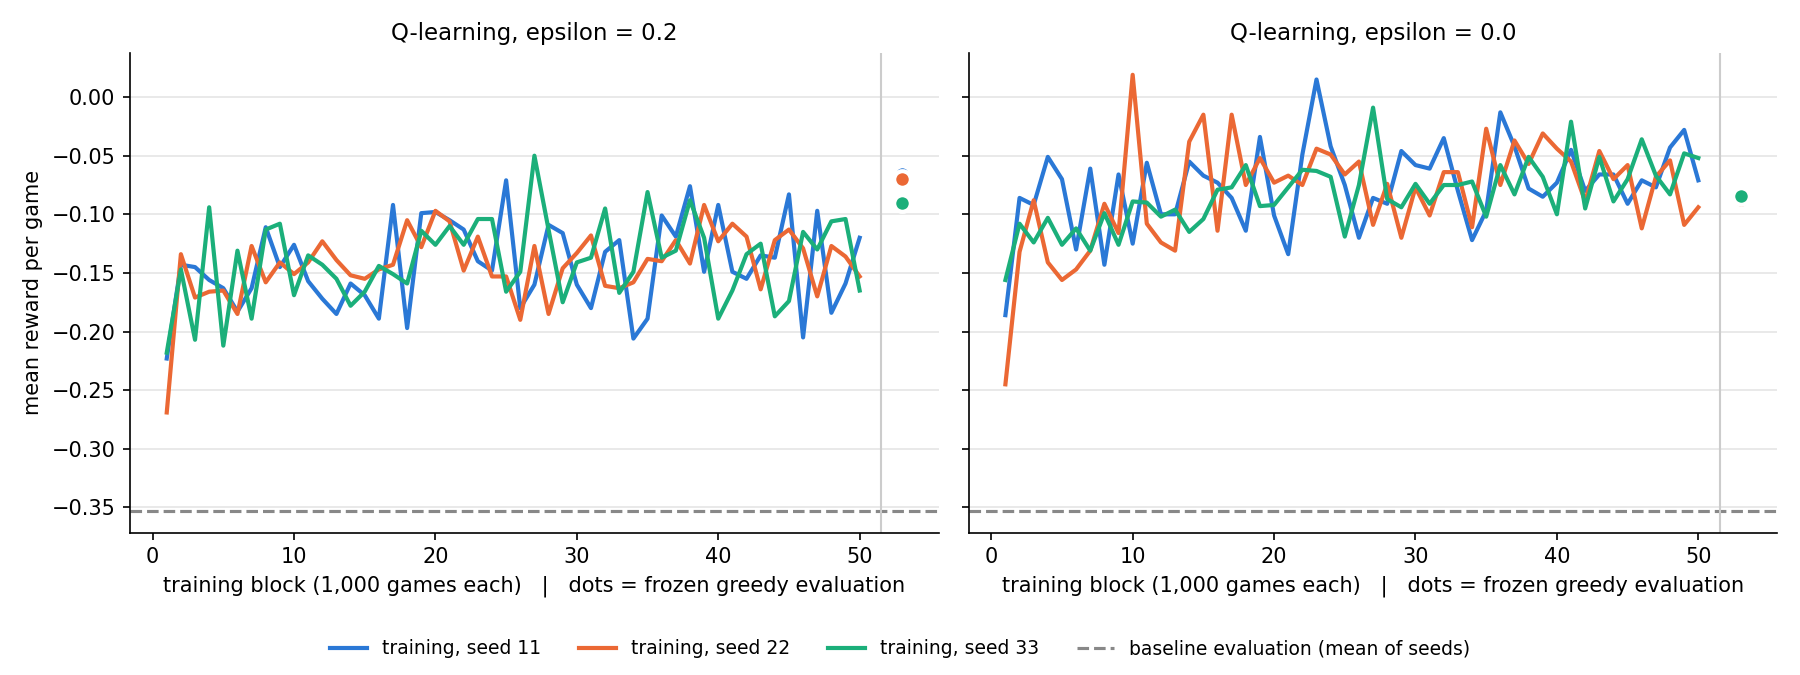 Q-learning, epsilon = 0.2
Q-learning, epsilon = 0.0
mean reward per game
0.00
−0.05
−0.10
−0.15
−0.20
−0.25
−0.30
−0.35
0 10 20 30 40 50
0 10 20 30 40 50
training block (1,000 games each) | dots = frozen greedy evaluation
training block (1,000 games each) | dots = frozen greedy evaluation
training, seed 11 training, seed 22 training, seed 33 baseline evaluation (mean of seeds)